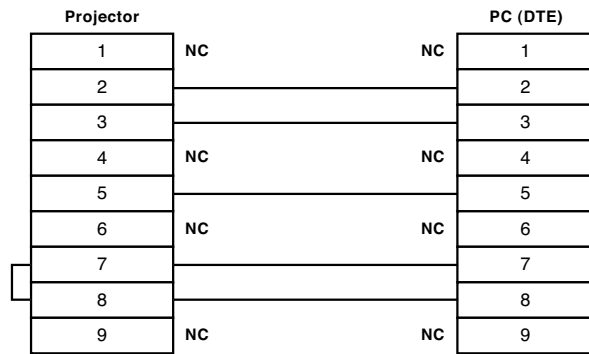 Projector PC (DTE)
1 NC NC 1
2 2
3 3
4 NC NC 4
5 5
6 NC NC 6
7 7
8 8
9 NC NC 9